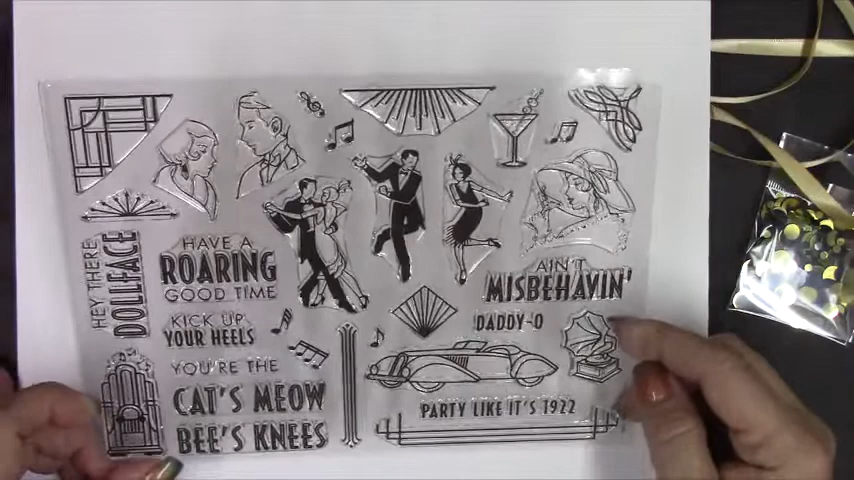 HEY THERE
DOLLFACE
HAVE A
ROARING
GOOD TIME
KICK UP
YOUR HEELS
YOU'RE THE
CAT'S MEOW
BEE'S KNEES
AIN'T
MISBEHAVIN'
DADDY-O
PARTY LIKE IT'S 1922